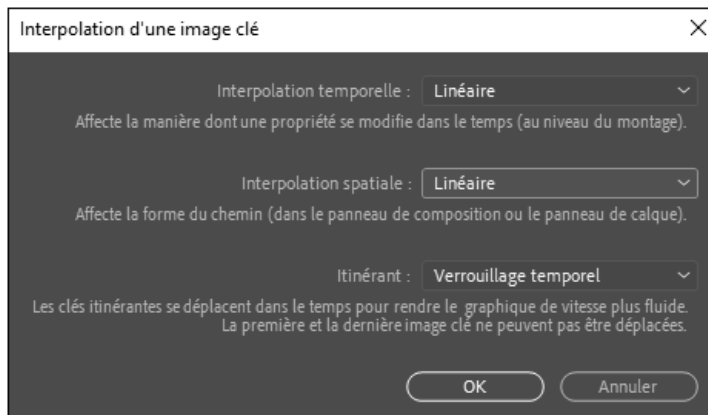 Interpolation d'une image clé
Interpolation temporelle : Linéaire
Affecte la manière dont une propriété se modifie dans le temps (au niveau du montage).
Interpolation spatiale : Linéaire
Affecte la forme du chemin (dans le panneau de composition ou le panneau de calque).
Itinérant : Verrouillage temporel
Les clés itinérantes se déplacent dans le temps pour rendre le graphique de vitesse plus fluide.
La première et la dernière image clé ne peuvent pas être déplacées.
OK Annuler